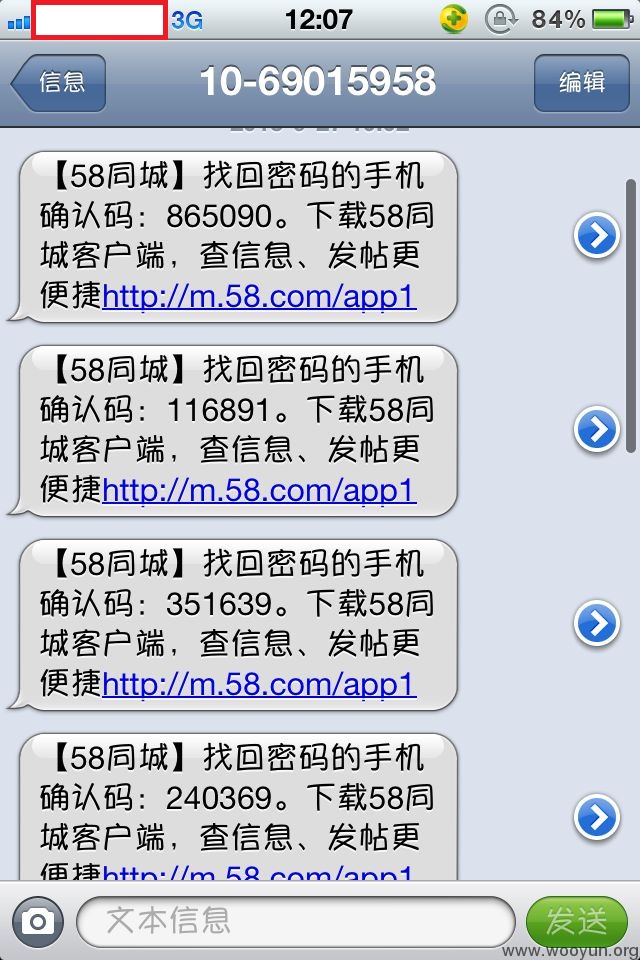 3G 12:07 84%
信息 10-69015958 编辑
【58同城】找回密码的手机
确认码：865090。下载58同
城客户端，查信息、发帖更
便捷http://m.58.com/app1
【58同城】找回密码的手机
确认码：116891。下载58同
城客户端，查信息、发帖更
便捷http://m.58.com/app1
【58同城】找回密码的手机
确认码：351639。下载58同
城客户端，查信息、发帖更
便捷http://m.58.com/app1
【58同城】找回密码的手机
确认码：240369。下载58同
城客户端，查信息、发帖更
便捷http://m.58.com/app1
文本信息 发送
www.wooyun.org